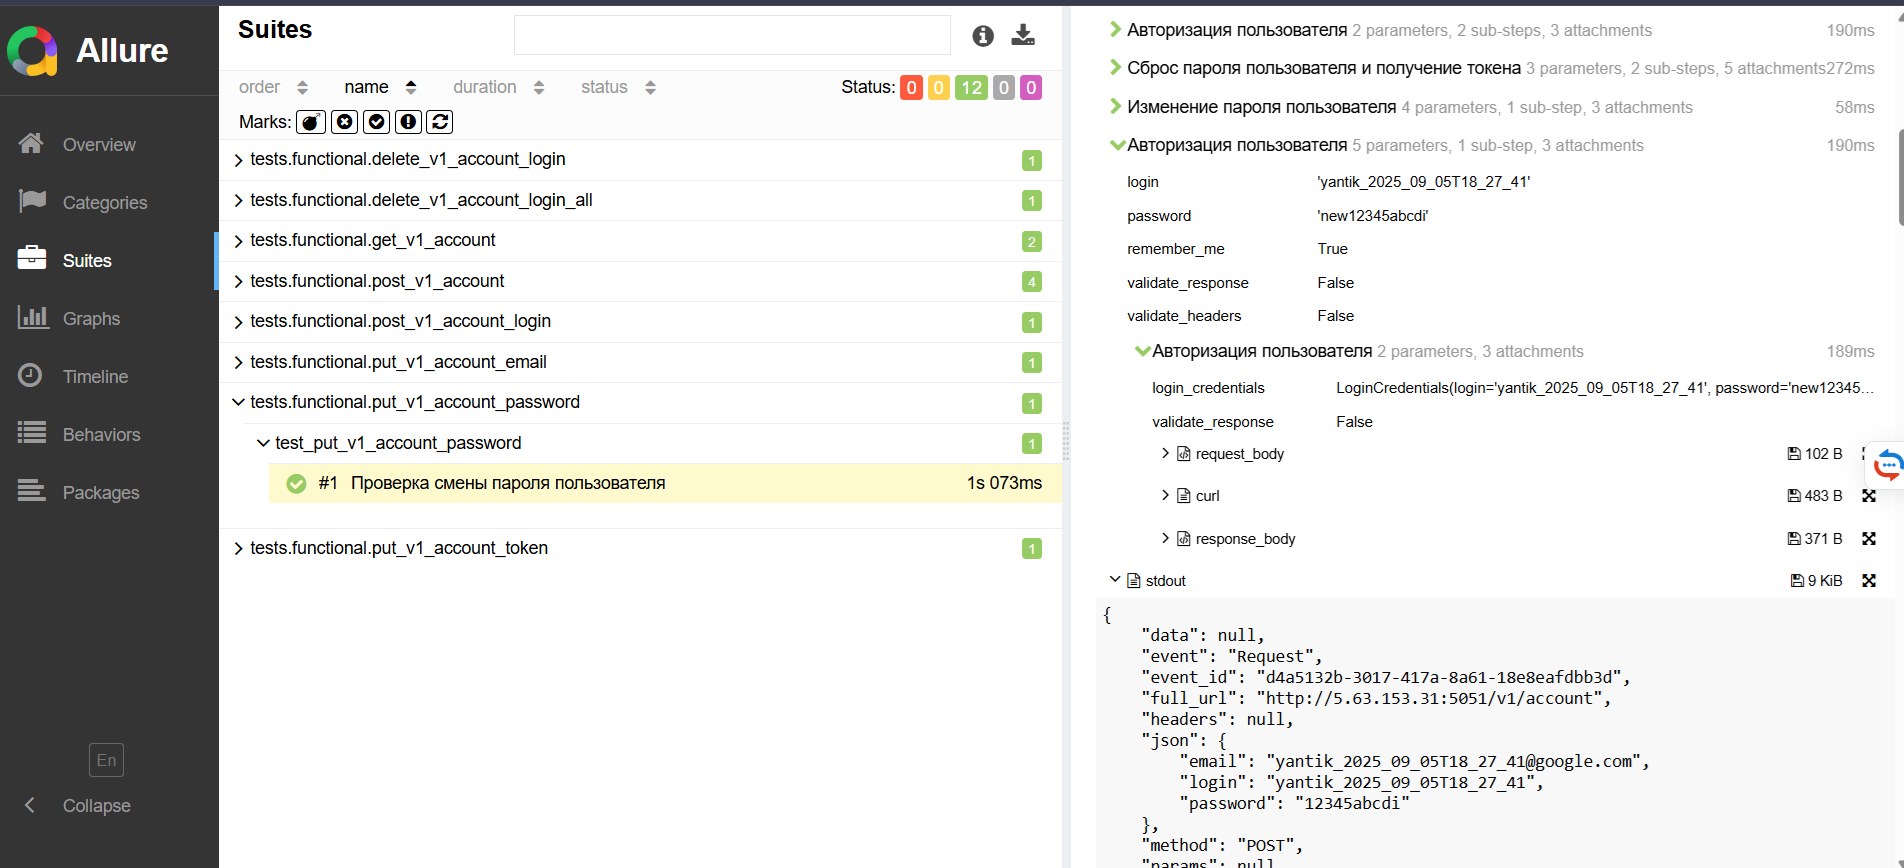 Allure
Overview
Categories
Suites
Graphs
Timeline
Behaviors
Packages
En
Collapse
Suites
order name duration status Status: 0 0 12 0 0
Marks:
tests.functional.delete_v1_account_login 1
tests.functional.delete_v1_account_login_all 1
tests.functional.get_v1_account 2
tests.functional.post_v1_account 4
tests.functional.post_v1_account_login 1
tests.functional.put_v1_account_email 1
tests.functional.put_v1_account_password 1
test_put_v1_account_password 1
#1 Проверка смены пароля пользователя 1s 073ms
tests.functional.put_v1_account_token 1
Авторизация пользователя 2 parameters, 2 sub-steps, 3 attachments 190ms
Сброс пароля пользователя и получение токена 3 parameters, 2 sub-steps, 5 attachments 272ms
Изменение пароля пользователя 4 parameters, 1 sub-step, 3 attachments 58ms
Авторизация пользователя 5 parameters, 1 sub-step, 3 attachments 190ms
login 'yantik_2025_09_05T18_27_41'
password 'new12345abcdi'
remember_me True
validate_response False
validate_headers False
Авторизация пользователя 2 parameters, 3 attachments 189ms
login_credentials LoginCredentials(login='yantik_2025_09_05T18_27_41', password='new12345...
validate_response False
request_body 102 B
curl 483 B
response_body 371 B
stdout 9 KiB
{
"data": null,
"event": "Request",
"event_id": "d4a5132b-3017-417a-8a61-18e8eafdbb3d",
"full_url": "http://5.63.153.31:5051/v1/account",
"headers": null,
"json": {
"email": "yantik_2025_09_05T18_27_41@google.com",
"login": "yantik_2025_09_05T18_27_41",
"password": "12345abcdi"
},
"method": "POST",
"params": null